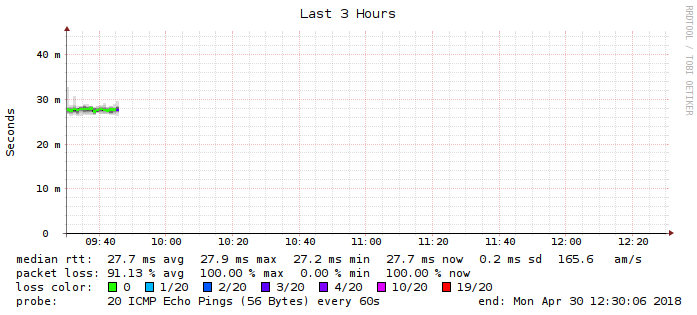 Last 3 Hours
RRDTOOL / TOBI OETIKER
Seconds
40 m
30 m
20 m
10 m
0
09:40 10:00 10:20 10:40 11:00 11:20 11:40 12:00 12:20
median rtt: 27.7 ms avg 27.9 ms max 27.2 ms min 27.7 ms now 0.2 ms sd 165.6 am/s
packet loss: 91.13 % avg 100.00 % max 0.00 % min 100.00 % now
loss color: 0 1/20 2/20 3/20 4/20 10/20 19/20
probe: 20 ICMP Echo Pings (56 Bytes) every 60s end: Mon Apr 30 12:30:06 2018